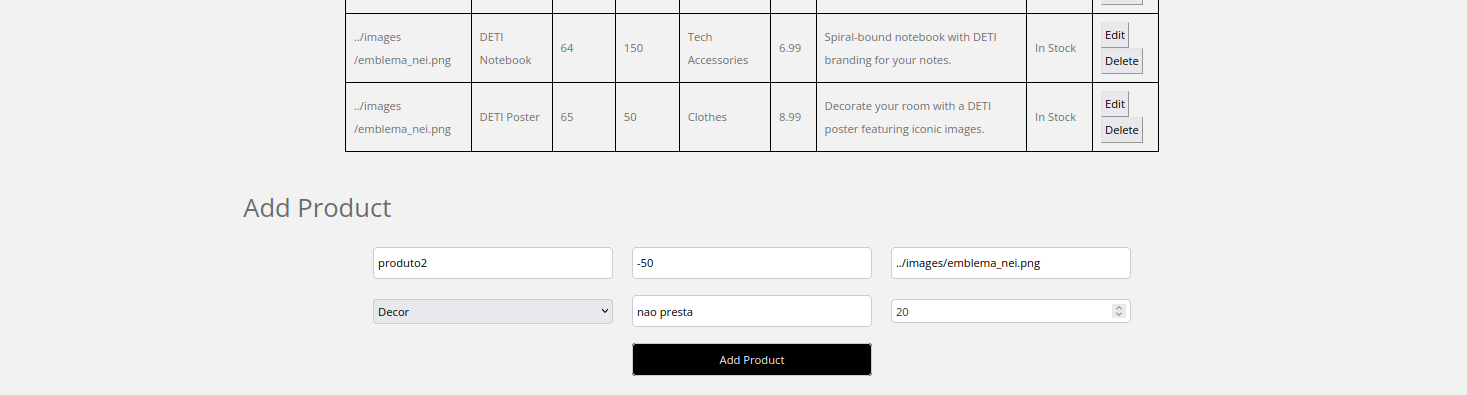 ../images
/emblema_nei.png
DETI
Notebook
64
150
Tech
Accessories
6.99
Spiral-bound notebook with DETI
branding for your notes.
In Stock
Edit
Delete
../images
/emblema_nei.png
DETI Poster
65
50
Clothes
8.99
Decorate your room with a DETI
poster featuring iconic images.
In Stock
Edit
Delete
Add Product
produto2
-50
../images/emblema_nei.png
Decor
nao presta
20
Add Product